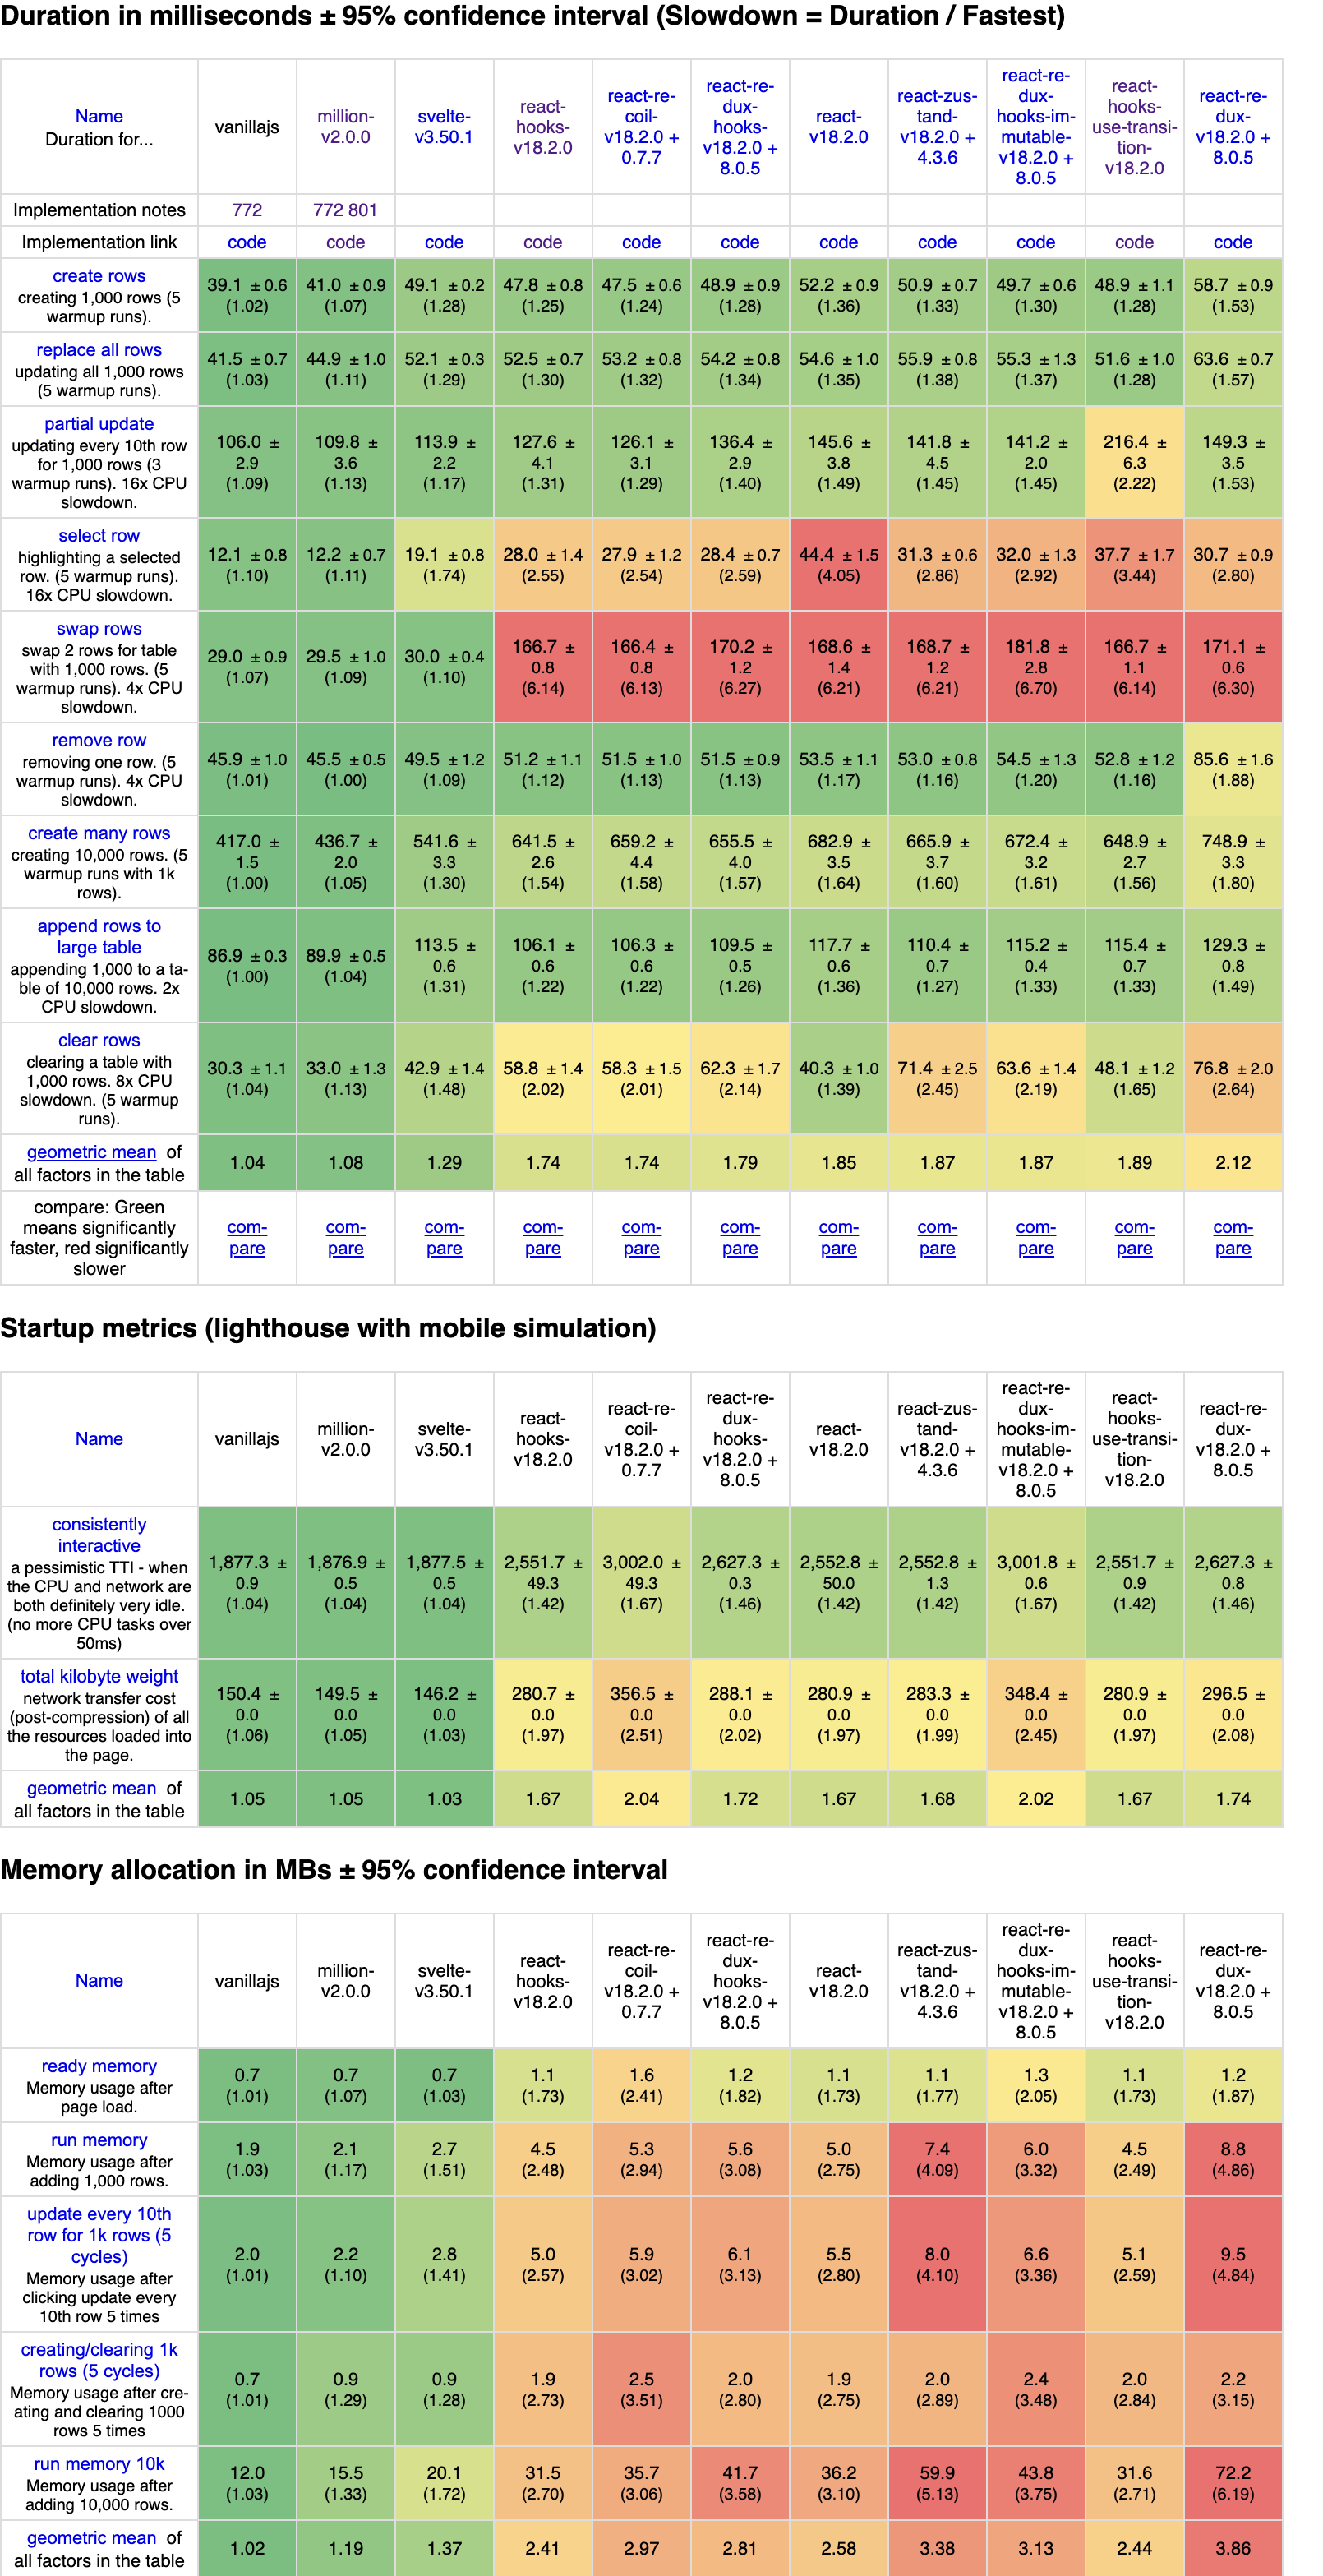 Duration in milliseconds ± 95% confidence interval (Slowdown = Duration / Fastest)
Name
Duration for...
vanillajs
million-
v2.0.0
svelte-
v3.50.1
react-
hooks-
v18.2.0
react-re-
coil-
v18.2.0 +
0.7.7
react-re-
dux-
hooks-
v18.2.0 +
8.0.5
react-
v18.2.0
react-zus-
tand-
v18.2.0 +
4.3.6
react-re-
dux-
hooks-im-
mutable-
v18.2.0 +
8.0.5
react-
hooks-
use-transi-
tion-
v18.2.0
react-re-
dux-
v18.2.0 +
8.0.5
Implementation notes 772 772 801
Implementation link code code code code code code code code code code code
create rows
creating 1,000 rows (5
warmup runs).
39.1 ± 0.6 41.0 ± 0.9 49.1 ± 0.2 47.8 ± 0.8 47.5 ± 0.6 48.9 ± 0.9 52.2 ± 0.9 50.9 ± 0.7 49.7 ± 0.6 48.9 ± 1.1 58.7 ± 0.9
(1.02) (1.07) (1.28) (1.25) (1.24) (1.28) (1.36) (1.33) (1.30) (1.28) (1.53)
replace all rows
updating all 1,000 rows
(5 warmup runs).
41.5 ± 0.7 44.9 ± 1.0 52.1 ± 0.3 52.5 ± 0.7 53.2 ± 0.8 54.2 ± 0.8 54.6 ± 1.0 55.9 ± 0.8 55.3 ± 1.3 51.6 ± 1.0 63.6 ± 0.7
(1.03) (1.11) (1.29) (1.30) (1.32) (1.34) (1.35) (1.38) (1.37) (1.28) (1.57)
partial update
updating every 10th row
for 1,000 rows (3
warmup runs). 16x CPU
slowdown.
106.0 ± 109.8 ± 113.9 ± 127.6 ± 126.1 ± 136.4 ± 145.6 ± 141.8 ± 141.2 ± 216.4 ± 149.3 ±
2.9 3.6 2.2 4.1 3.1 2.9 3.8 4.5 2.0 6.3 3.5
(1.09) (1.13) (1.17) (1.31) (1.29) (1.40) (1.49) (1.45) (1.45) (2.22) (1.53)
select row
highlighting a selected
row. (5 warmup runs).
16x CPU slowdown.
12.1 ± 0.8 12.2 ± 0.7 19.1 ± 0.8 28.0 ± 1.4 27.9 ± 1.2 28.4 ± 0.7 44.4 ± 1.5 31.3 ± 0.6 32.0 ± 1.3 37.7 ± 1.7 30.7 ± 0.9
(1.10) (1.11) (1.74) (2.55) (2.54) (2.59) (4.05) (2.86) (2.92) (3.44) (2.80)
swap rows
swap 2 rows for table
with 1,000 rows. (5
warmup runs). 4x CPU
slowdown.
29.0 ± 0.9 29.5 ± 1.0 30.0 ± 0.4 166.7 ± 166.4 ± 170.2 ± 168.6 ± 168.7 ± 181.8 ± 166.7 ± 171.1 ±
0.8 0.8 1.2 1.4 1.2 2.8 1.1 0.6
(1.07) (1.09) (1.10) (6.14) (6.13) (6.27) (6.21) (6.21) (6.70) (6.14) (6.30)
remove row
removing one row. (5
warmup runs). 4x CPU
slowdown.
45.9 ± 1.0 45.5 ± 0.5 49.5 ± 1.2 51.2 ± 1.1 51.5 ± 1.0 51.5 ± 0.9 53.5 ± 1.1 53.0 ± 0.8 54.5 ± 1.3 52.8 ± 1.2 85.6 ± 1.6
(1.01) (1.00) (1.09) (1.12) (1.13) (1.13) (1.17) (1.16) (1.20) (1.16) (1.88)
create many rows
creating 10,000 rows. (5
warmup runs with 1k
rows).
417.0 ± 436.7 ± 541.6 ± 641.5 ± 659.2 ± 655.5 ± 682.9 ± 665.9 ± 672.4 ± 648.9 ± 748.9 ±
1.5 2.0 3.3 2.6 4.4 4.0 3.5 3.7 3.2 2.7 3.3
(1.00) (1.05) (1.30) (1.54) (1.58) (1.57) (1.64) (1.60) (1.61) (1.56) (1.80)
append rows to
large table
appending 1,000 to a ta-
ble of 10,000 rows. 2x
CPU slowdown.
86.9 ± 0.3 89.9 ± 0.5 113.5 ± 106.1 ± 106.3 ± 109.5 ± 117.7 ± 110.4 ± 115.2 ± 115.4 ± 129.3 ±
0.6 0.6 0.6 0.5 0.6 0.7 0.4 0.7 0.8
(1.00) (1.04) (1.31) (1.22) (1.22) (1.26) (1.36) (1.27) (1.33) (1.33) (1.49)
clear rows
clearing a table with
1,000 rows. 8x CPU
slowdown. (5 warmup
runs).
30.3 ± 1.1 33.0 ± 1.3 42.9 ± 1.4 58.8 ± 1.4 58.3 ± 1.5 62.3 ± 1.7 40.3 ± 1.0 71.4 ± 2.5 63.6 ± 1.4 48.1 ± 1.2 76.8 ± 2.0
(1.04) (1.13) (1.48) (2.02) (2.01) (2.14) (1.39) (2.45) (2.19) (1.65) (2.64)
geometric mean of
all factors in the table
1.04 1.08 1.29 1.74 1.74 1.79 1.85 1.87 1.87 1.89 2.12
compare: Green
means significantly
faster, red significantly
slower
com- com- com- com- com- com- com- com- com- com- com-
pare pare pare pare pare pare pare pare pare pare pare
Startup metrics (lighthouse with mobile simulation)
Name
vanillajs
million-
v2.0.0
svelte-
v3.50.1
react-
hooks-
v18.2.0
react-re-
coil-
v18.2.0 +
0.7.7
react-re-
dux-
hooks-
v18.2.0 +
8.0.5
react-
v18.2.0
react-zus-
tand-
v18.2.0 +
4.3.6
react-re-
dux-
hooks-im-
mutable-
v18.2.0 +
8.0.5
react-
hooks-
use-transi-
tion-
v18.2.0
react-re-
dux-
v18.2.0 +
8.0.5
consistently
interactive
a pessimistic TTI - when
the CPU and network are
both definitely very idle.
(no more CPU tasks over
50ms)
1,877.3 ± 1,876.9 ± 1,877.5 ± 2,551.7 ± 3,002.0 ± 2,627.3 ± 2,552.8 ± 2,552.8 ± 3,001.8 ± 2,551.7 ± 2,627.3 ±
0.9 0.5 0.5 49.3 49.3 0.3 50.0 1.3 0.6 0.9 0.8
(1.04) (1.04) (1.04) (1.42) (1.67) (1.46) (1.42) (1.42) (1.67) (1.42) (1.46)
total kilobyte weight
network transfer cost
(post-compression) of all
the resources loaded into
the page.
150.4 ± 149.5 ± 146.2 ± 280.7 ± 356.5 ± 288.1 ± 280.9 ± 283.3 ± 348.4 ± 280.9 ± 296.5 ±
0.0 0.0 0.0 0.0 0.0 0.0 0.0 0.0 0.0 0.0 0.0
(1.06) (1.05) (1.03) (1.97) (2.51) (2.02) (1.97) (1.99) (2.45) (1.97) (2.08)
geometric mean of
all factors in the table
1.05 1.05 1.03 1.67 2.04 1.72 1.67 1.68 2.02 1.67 1.74
Memory allocation in MBs ± 95% confidence interval
Name
vanillajs
million-
v2.0.0
svelte-
v3.50.1
react-
hooks-
v18.2.0
react-re-
coil-
v18.2.0 +
0.7.7
react-re-
dux-
hooks-
v18.2.0 +
8.0.5
react-
v18.2.0
react-zus-
tand-
v18.2.0 +
4.3.6
react-re-
dux-
hooks-im-
mutable-
v18.2.0 +
8.0.5
react-
hooks-
use-transi-
tion-
v18.2.0
react-re-
dux-
v18.2.0 +
8.0.5
ready memory
Memory usage after
page load.
0.7 0.7 0.7 1.1 1.6 1.2 1.1 1.1 1.3 1.1 1.2
(1.01) (1.07) (1.03) (1.73) (2.41) (1.82) (1.73) (1.77) (2.05) (1.73) (1.87)
run memory
Memory usage after
adding 1,000 rows.
1.9 2.1 2.7 4.5 5.3 5.6 5.0 7.4 6.0 4.5 8.8
(1.03) (1.17) (1.51) (2.48) (2.94) (3.08) (2.75) (4.09) (3.32) (2.49) (4.86)
update every 10th
row for 1k rows (5
cycles)
Memory usage after
clicking update every
10th row 5 times
2.0 2.2 2.8 5.0 5.9 6.1 5.5 8.0 6.6 5.1 9.5
(1.01) (1.10) (1.41) (2.57) (3.02) (3.13) (2.80) (4.10) (3.36) (2.59) (4.84)
creating/clearing 1k
rows (5 cycles)
Memory usage after cre-
ating and clearing 1000
rows 5 times
0.7 0.9 0.9 1.9 2.5 2.0 1.9 2.0 2.4 2.0 2.2
(1.01) (1.29) (1.28) (2.73) (3.51) (2.80) (2.75) (2.89) (3.48) (2.84) (3.15)
run memory 10k
Memory usage after
adding 10,000 rows.
12.0 15.5 20.1 31.5 35.7 41.7 36.2 59.9 43.8 31.6 72.2
(1.03) (1.33) (1.72) (2.70) (3.06) (3.58) (3.10) (5.13) (3.75) (2.71) (6.19)
geometric mean of
all factors in the table
1.02 1.19 1.37 2.41 2.97 2.81 2.58 3.38 3.13 2.44 3.86